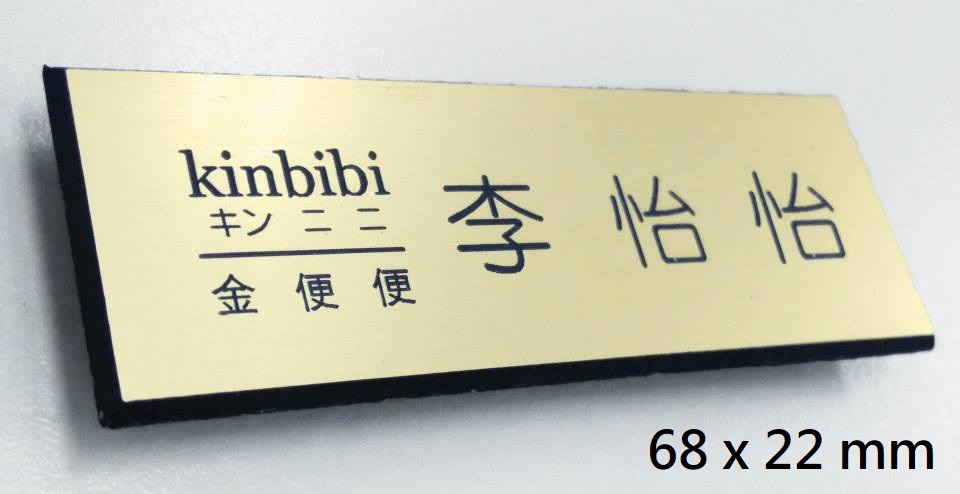 kinbibi
キン ニ ニ
金 便 便
李 怡 怡
68 x 22 mm